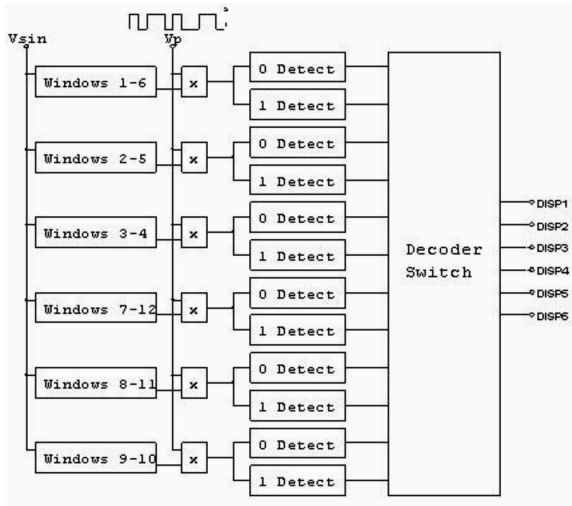 Vsin
Vp
Windows 1-6
x
0 Detect
1 Detect
Windows 2-5
x
0 Detect
1 Detect
Windows 3-4
x
0 Detect
1 Detect
Windows 7-12
x
0 Detect
1 Detect
Windows 8-11
x
0 Detect
1 Detect
Windows 9-10
x
0 Detect
1 Detect
Decoder
Switch
DISP1
DISP2
DISP3
DISP4
DISP5
DISP6